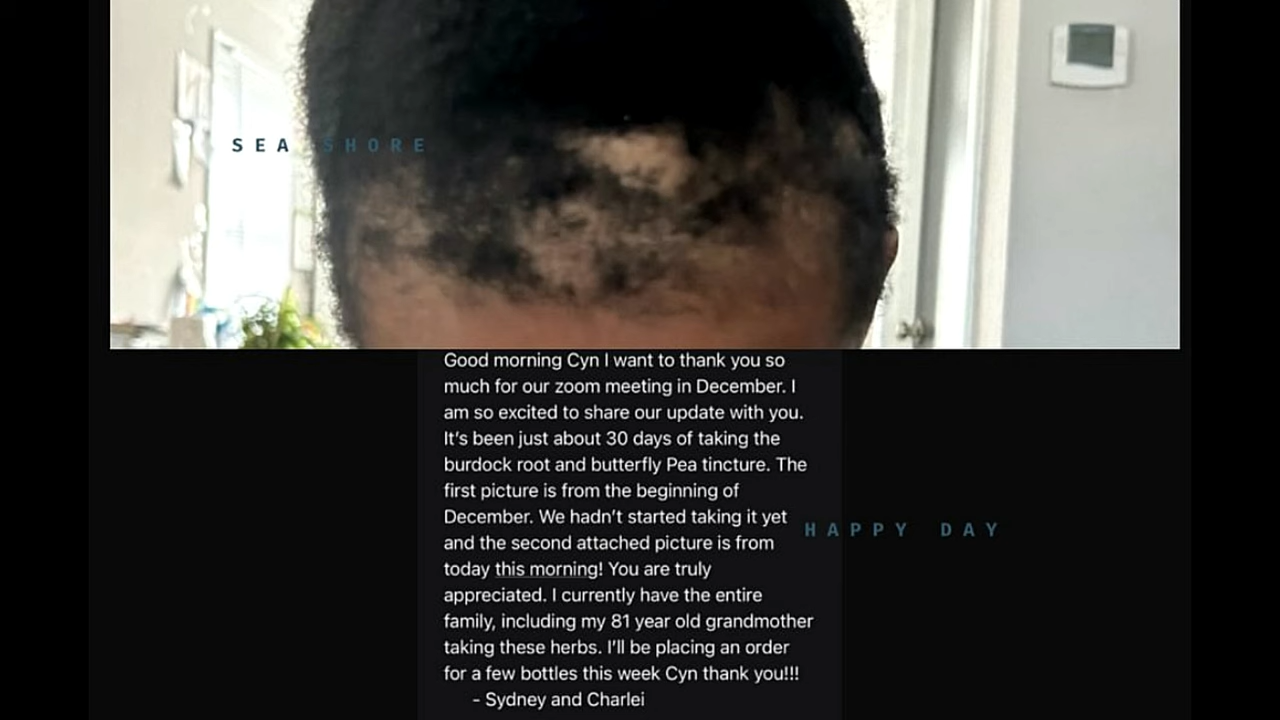 SEA SHORE
Good morning Cyn I want to thank you so
much for our zoom meeting in December. I
am so excited to share our update with you.
It's been just about 30 days of taking the
burdock root and butterfly Pea tincture. The
first picture is from the beginning of
December. We hadn't started taking it yet
HAPPY DAY
and the second attached picture is from
today this morning! You are truly
appreciated. I currently have the entire
family, including my 81 year old grandmother
taking these herbs. I'll be placing an order
for a few bottles this week Cyn thank you!!!
- Sydney and Charlei